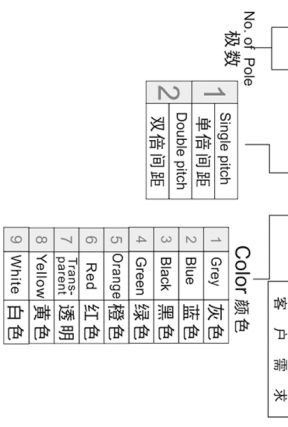 No. of Pole
极数
1 Single pitch
单倍间距
2 Double pitch
双倍间距
Color 颜色
1 Grey 灰色
2 Blue 蓝色
3 Black 黑色
4 Green 绿色
5 Orange 橙色
6 Red 红色
7 Trans-
parent 透明
8 Yellow 黄色
9 White 白色
客户需求